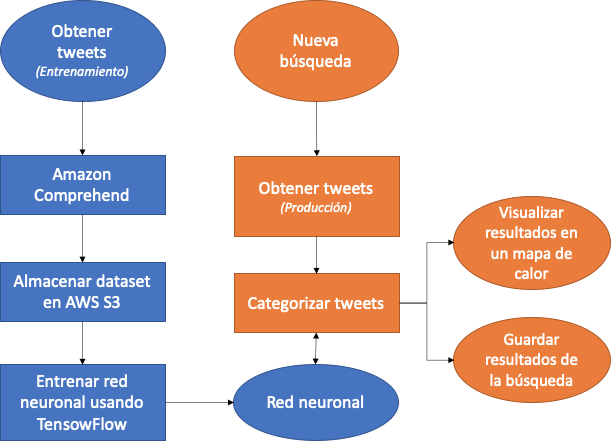 Obtener
tweets
(Entrenamiento)
Amazon
Comprehend
Almacenar dataset
en AWS S3
Entrenar red
neuronal usando
TensowFlow
Red neuronal
Nueva
búsqueda
Obtener tweets
(Producción)
Categorizar tweets
Visualizar
resultados en
un mapa de
calor
Guardar
resultados de
la búsqueda